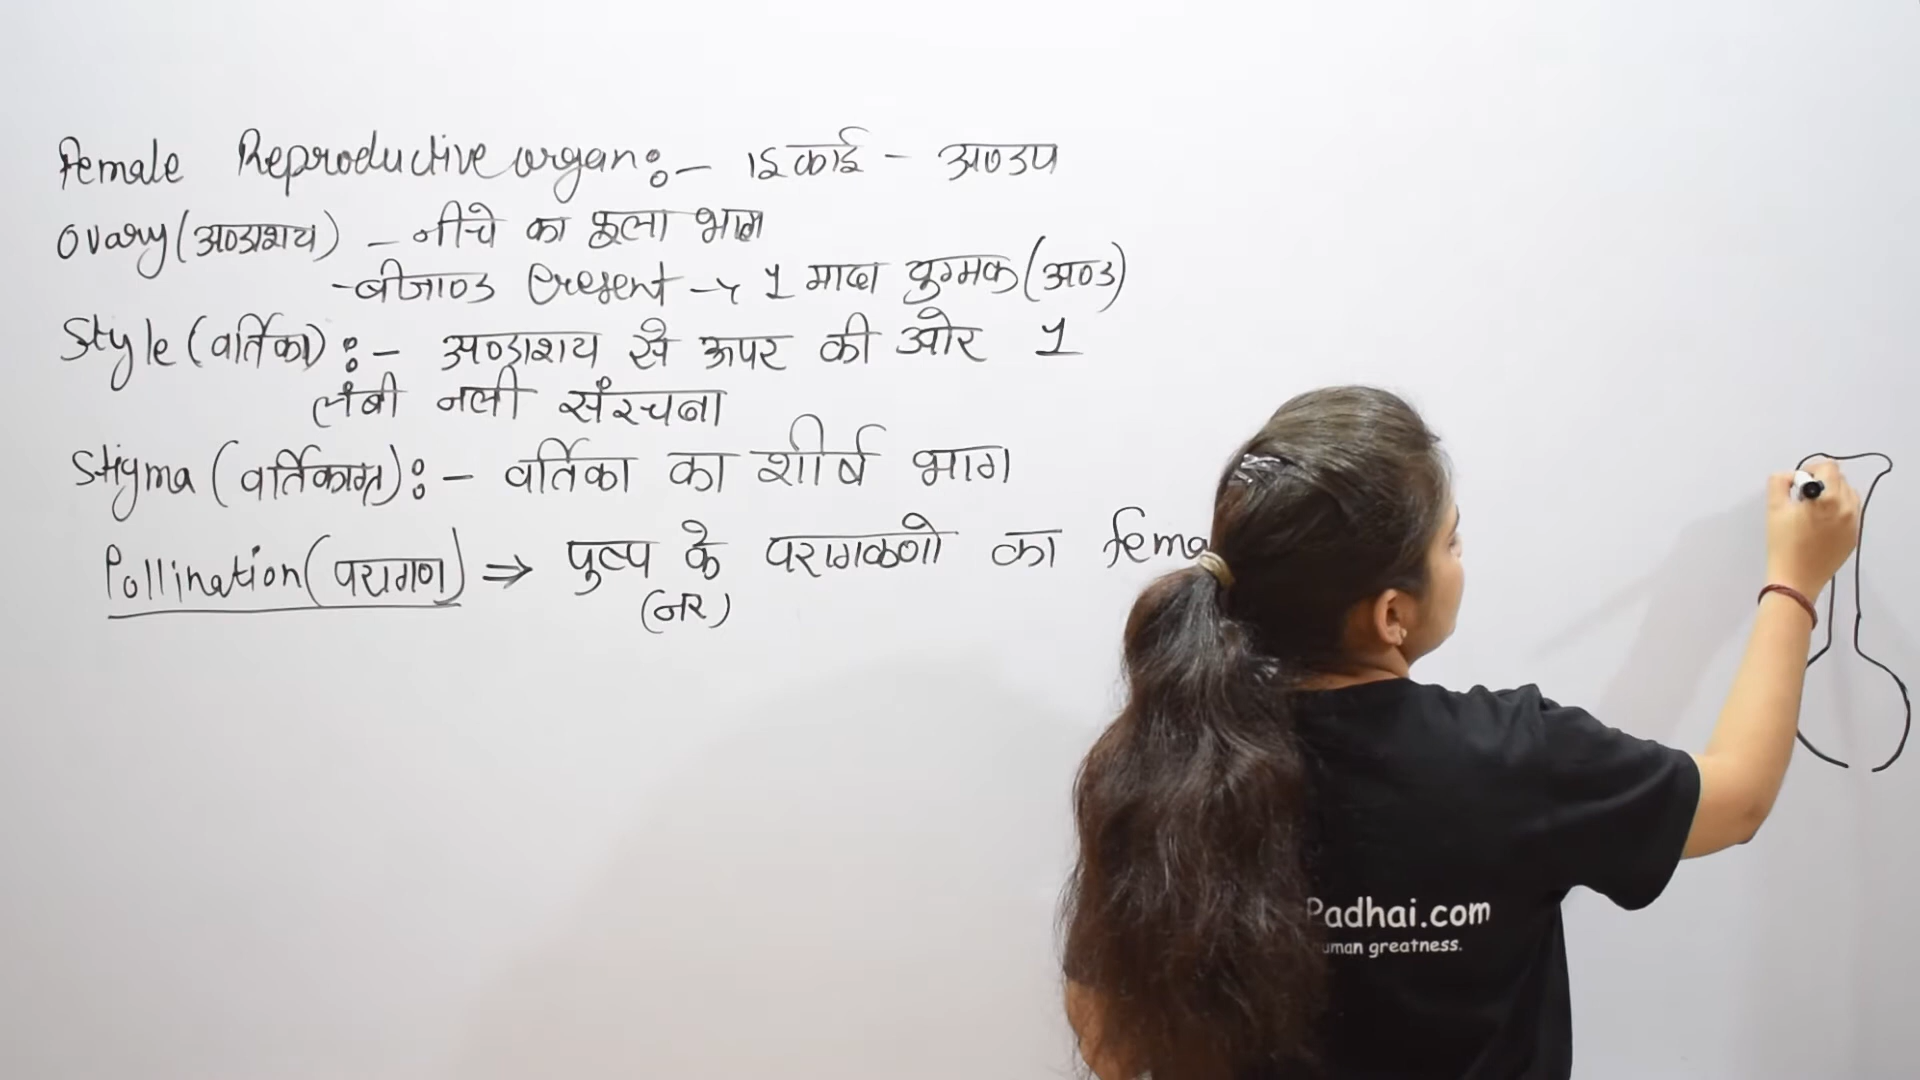 Female Reproductive organ:- इकाई - अण्डप
Ovary(अण्डाशय) - नीचे का फूला भाग
-बीजाण्ड Present → 1 मादा युग्मक(अण्ड)
Style(वर्तिका):- अण्डाशय से ऊपर की ओर 1
लंबी नली संरचना
Stigma(वर्तिकाग्र):- वर्तिका का शीर्ष भाग
Pollination(परागण) ⇒ पुष्प के परागकणो का fema
(नर)
Padhai.com
uman greatness.